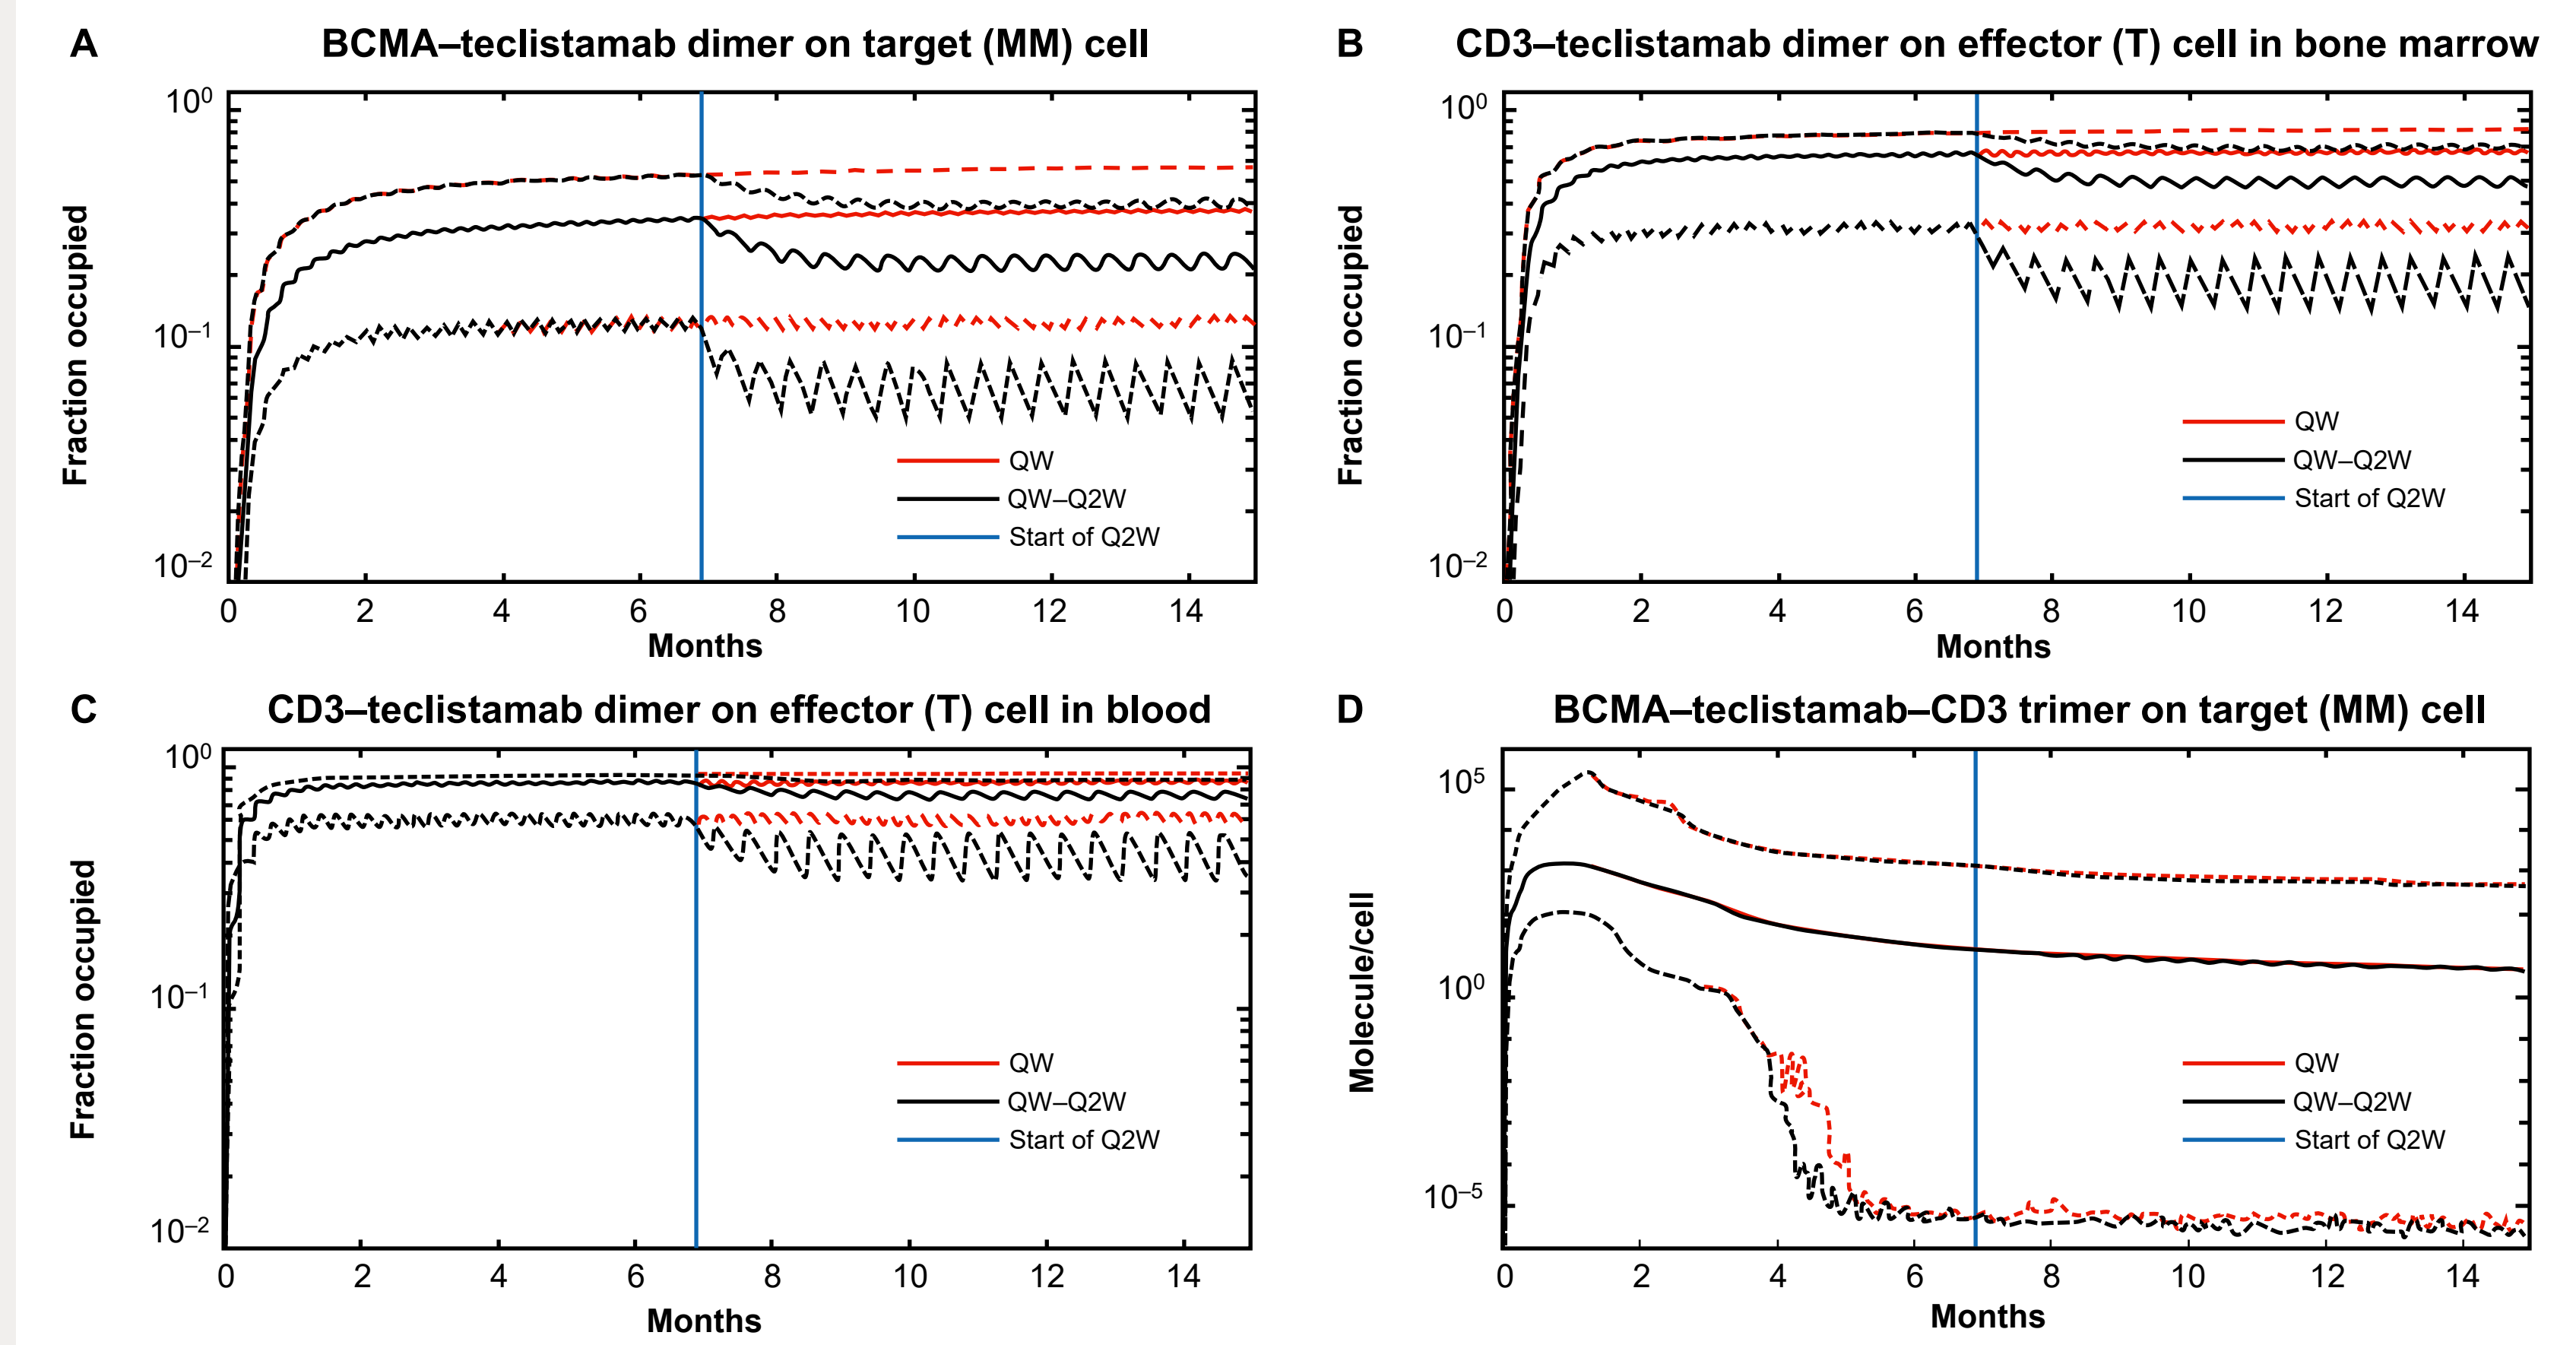 A
BCMA–teclistamab dimer on target (MM) cell
Fraction occupied
10⁰
10⁻¹
10⁻²
QW
QW–Q2W
Start of Q2W
0 2 4 6 8 10 12 14
Months
B
CD3–teclistamab dimer on effector (T) cell in bone marrow
Fraction occupied
10⁰
10⁻¹
10⁻²
QW
QW–Q2W
Start of Q2W
0 2 4 6 8 10 12 14
Months
C
CD3–teclistamab dimer on effector (T) cell in blood
Fraction occupied
10⁰
10⁻¹
10⁻²
QW
QW–Q2W
Start of Q2W
0 2 4 6 8 10 12 14
Months
D
BCMA–teclistamab–CD3 trimer on target (MM) cell
Molecule/cell
10⁵
10⁰
10⁻⁵
QW
QW–Q2W
Start of Q2W
0 2 4 6 8 10 12 14
Months